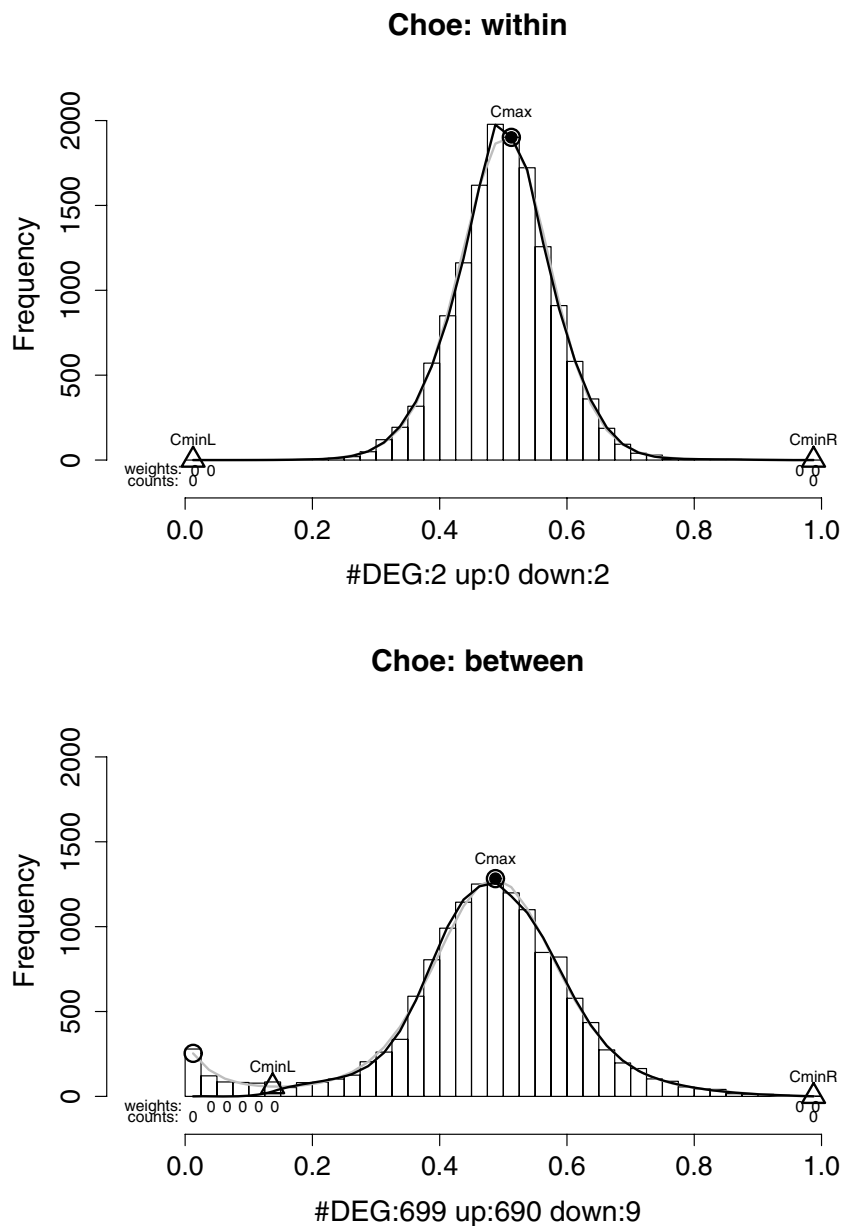 Choe: within
Cmax
2000
1500
1000
500
0
Frequency
CminL
CminR
weights: 0 0 0 0
counts: 0 0
0.0 0.2 0.4 0.6 0.8 1.0
#DEG:2 up:0 down:2
Choe: between
2000
1500
1000
500
0
Frequency
Cmax
CminL
CminR
weights: 0 0 0 0 0 0 0
counts: 0 0
0.0 0.2 0.4 0.6 0.8 1.0
#DEG:699 up:690 down:9